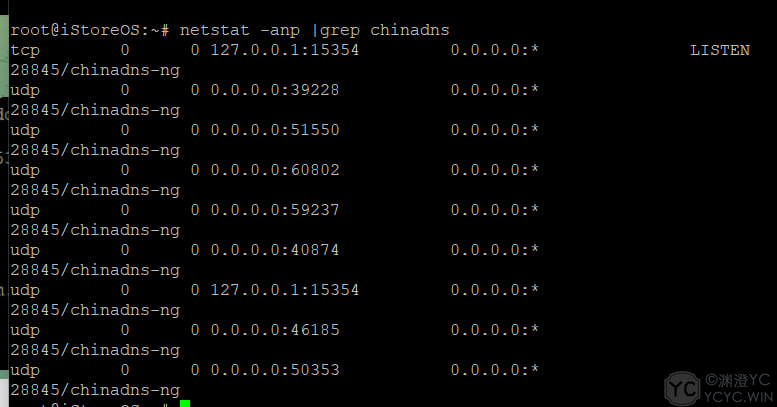 root@iStoreOS:~# netstat -anp |grep chinadns
tcp 0 0 127.0.0.1:15354 0.0.0.0:* LISTEN
28845/chinadns-ng
udp 0 0 0.0.0.0:39228 0.0.0.0:*
28845/chinadns-ng
udp 0 0 0.0.0.0:51550 0.0.0.0:*
28845/chinadns-ng
udp 0 0 0.0.0.0:60802 0.0.0.0:*
28845/chinadns-ng
udp 0 0 0.0.0.0:59237 0.0.0.0:*
28845/chinadns-ng
udp 0 0 0.0.0.0:40874 0.0.0.0:*
28845/chinadns-ng
udp 0 0 127.0.0.1:15354 0.0.0.0:*
28845/chinadns-ng
udp 0 0 0.0.0.0:46185 0.0.0.0:*
28845/chinadns-ng
udp 0 0 0.0.0.0:50353 0.0.0.0:*
28845/chinadns-ng
root@iStoreOS:~#
YC ©渊澄YC
YCYC.WIN